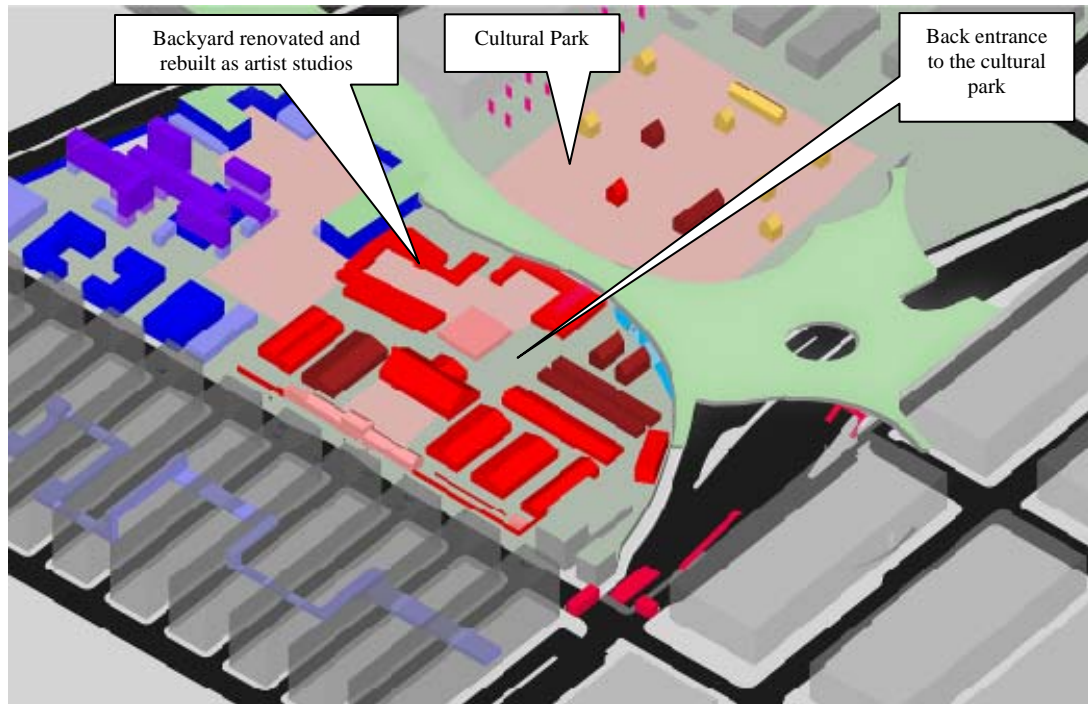 Backyard renovated and
rebuilt as artist studios
Cultural Park
Back entrance
to the cultural
park